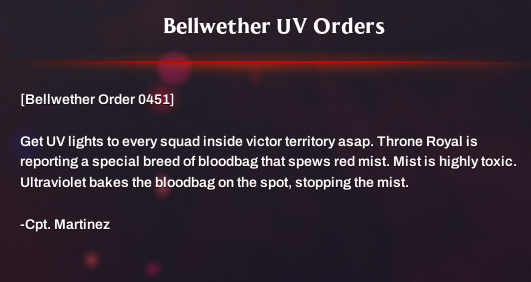 Bellwether UV Orders
[Bellwether Order 0451]
Get UV lights to every squad inside victor territory asap. Throne Royal is
reporting a special breed of bloodbag that spews red mist. Mist is highly toxic.
Ultraviolet bakes the bloodbag on the spot, stopping the mist.
-Cpt. Martinez